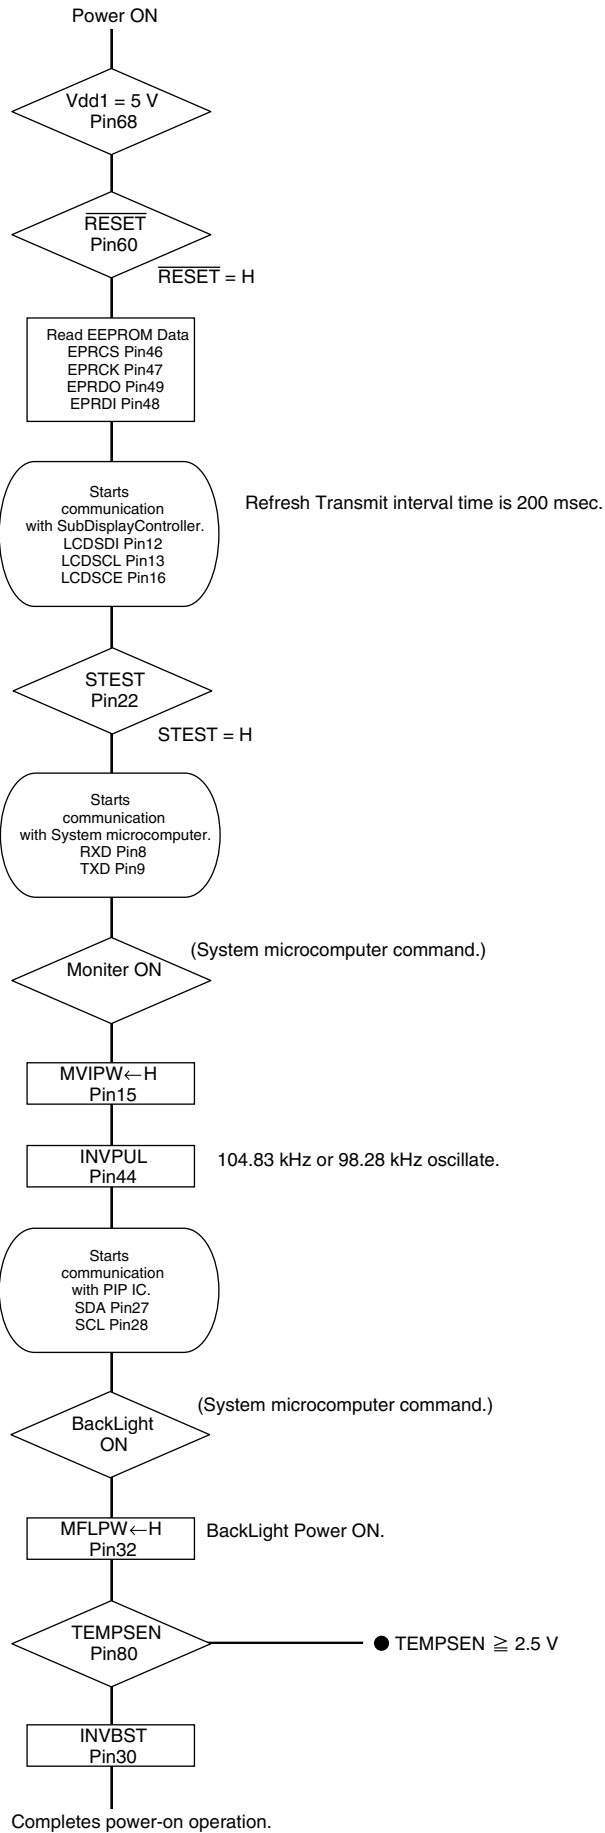 Power ON
Vdd1 = 5 V
Pin68
RESET
Pin60
RESET = H
Read EEPROM Data
EPRCS Pin46
EPRCK Pin47
EPRDO Pin49
EPRDI Pin48
Starts
communication
with SubDisplayController.
LCDSDI Pin12
LCDSCL Pin13
LCDSCE Pin16
Refresh Transmit interval time is 200 msec.
STEST
Pin22
STEST = H
Starts
communication
with System microcomputer.
RXD Pin8
TXD Pin9
(System microcomputer command.)
Moniter ON
MVIPW←H
Pin15
INVPUL
Pin44
104.83 kHz or 98.28 kHz oscillate.
Starts
communication
with PIP IC.
SDA Pin27
SCL Pin28
(System microcomputer command.)
BackLight
ON
MFLPW←H
Pin32
BackLight Power ON.
TEMPSEN
Pin80
● TEMPSEN ≧ 2.5 V
INVBST
Pin30
Completes power-on operation.